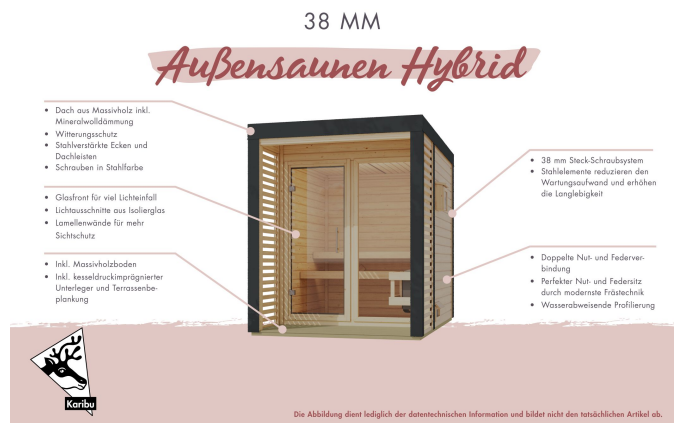 38 MM
Außensaunen Hybrid
• Dach aus Massivholz inkl.
Mineralwolldämmung
• Witterungsschutz
• Stahlverstärkte Ecken und
Dachleisten
• Schrauben in Stahlfarbe
• Glasfront für viel Lichteinfall
• Lichtausschnitte aus Isolierglas
• Lamellenwände für mehr
Sichtschutz
• Inkl. Massivholzboden
• Inkl. kesseldruckimprägnierter
Unterleger und Terrassenbe-
plankung
• 38 mm Steck-Schraubsystem
• Stahlelemente reduzieren den
Wartungsaufwand und erhöhen
die Langlebigkeit
• Doppelte Nut- und Federver-
bindung
• Perfekter Nut- und Federsitz
durch modernste Frästechnik
• Wasserabweisende Profilierung
Karibu
Die Abbildung dient lediglich der datentechnischen Information und bildet nicht den tatsächlichen Artikel ab.